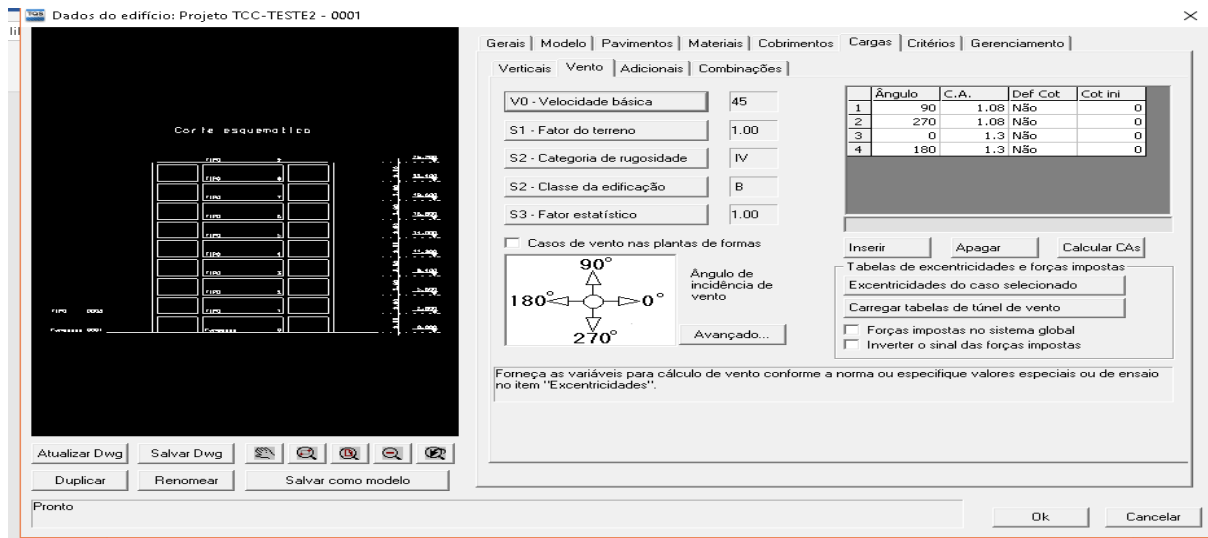 TQS Dados do edifício: Projeto TCC-TESTE2 - 0001
Gerais Modelo Pavimentos Materiais Cobrimentos Cargas Critérios Gerenciamento
Verticais Vento Adicionais Combinações
V0 - Velocidade básica 45
S1 - Fator do terreno 1.00
S2 - Categoria de rugosidade IV
S2 - Classe da edificação B
S3 - Fator estatístico 1.00
Casos de vento nas plantas de formas
90°
180° 0°
270°
Ângulo de
incidência de
vento
Avançado...
Ângulo C.A. Def Cot Cot ini
1 90 1.08 Não 0
2 270 1.08 Não 0
3 0 1.3 Não 0
4 180 1.3 Não 0
Inserir Apagar Calcular CAs
Tabelas de excentricidades e forças impostas
Excentricidades do caso selecionado
Carregar tabelas de túnel de vento
Forças impostas no sistema global
Inverter o sinal das forças impostas
Forneça as variáveis para cálculo de vento conforme a norma ou especifique valores especiais ou de ensaio
no item "Excentricidades".
Corte esquematico
Atualizar Dwg Salvar Dwg
Duplicar Renomear Salvar como modelo
Pronto
Ok Cancelar